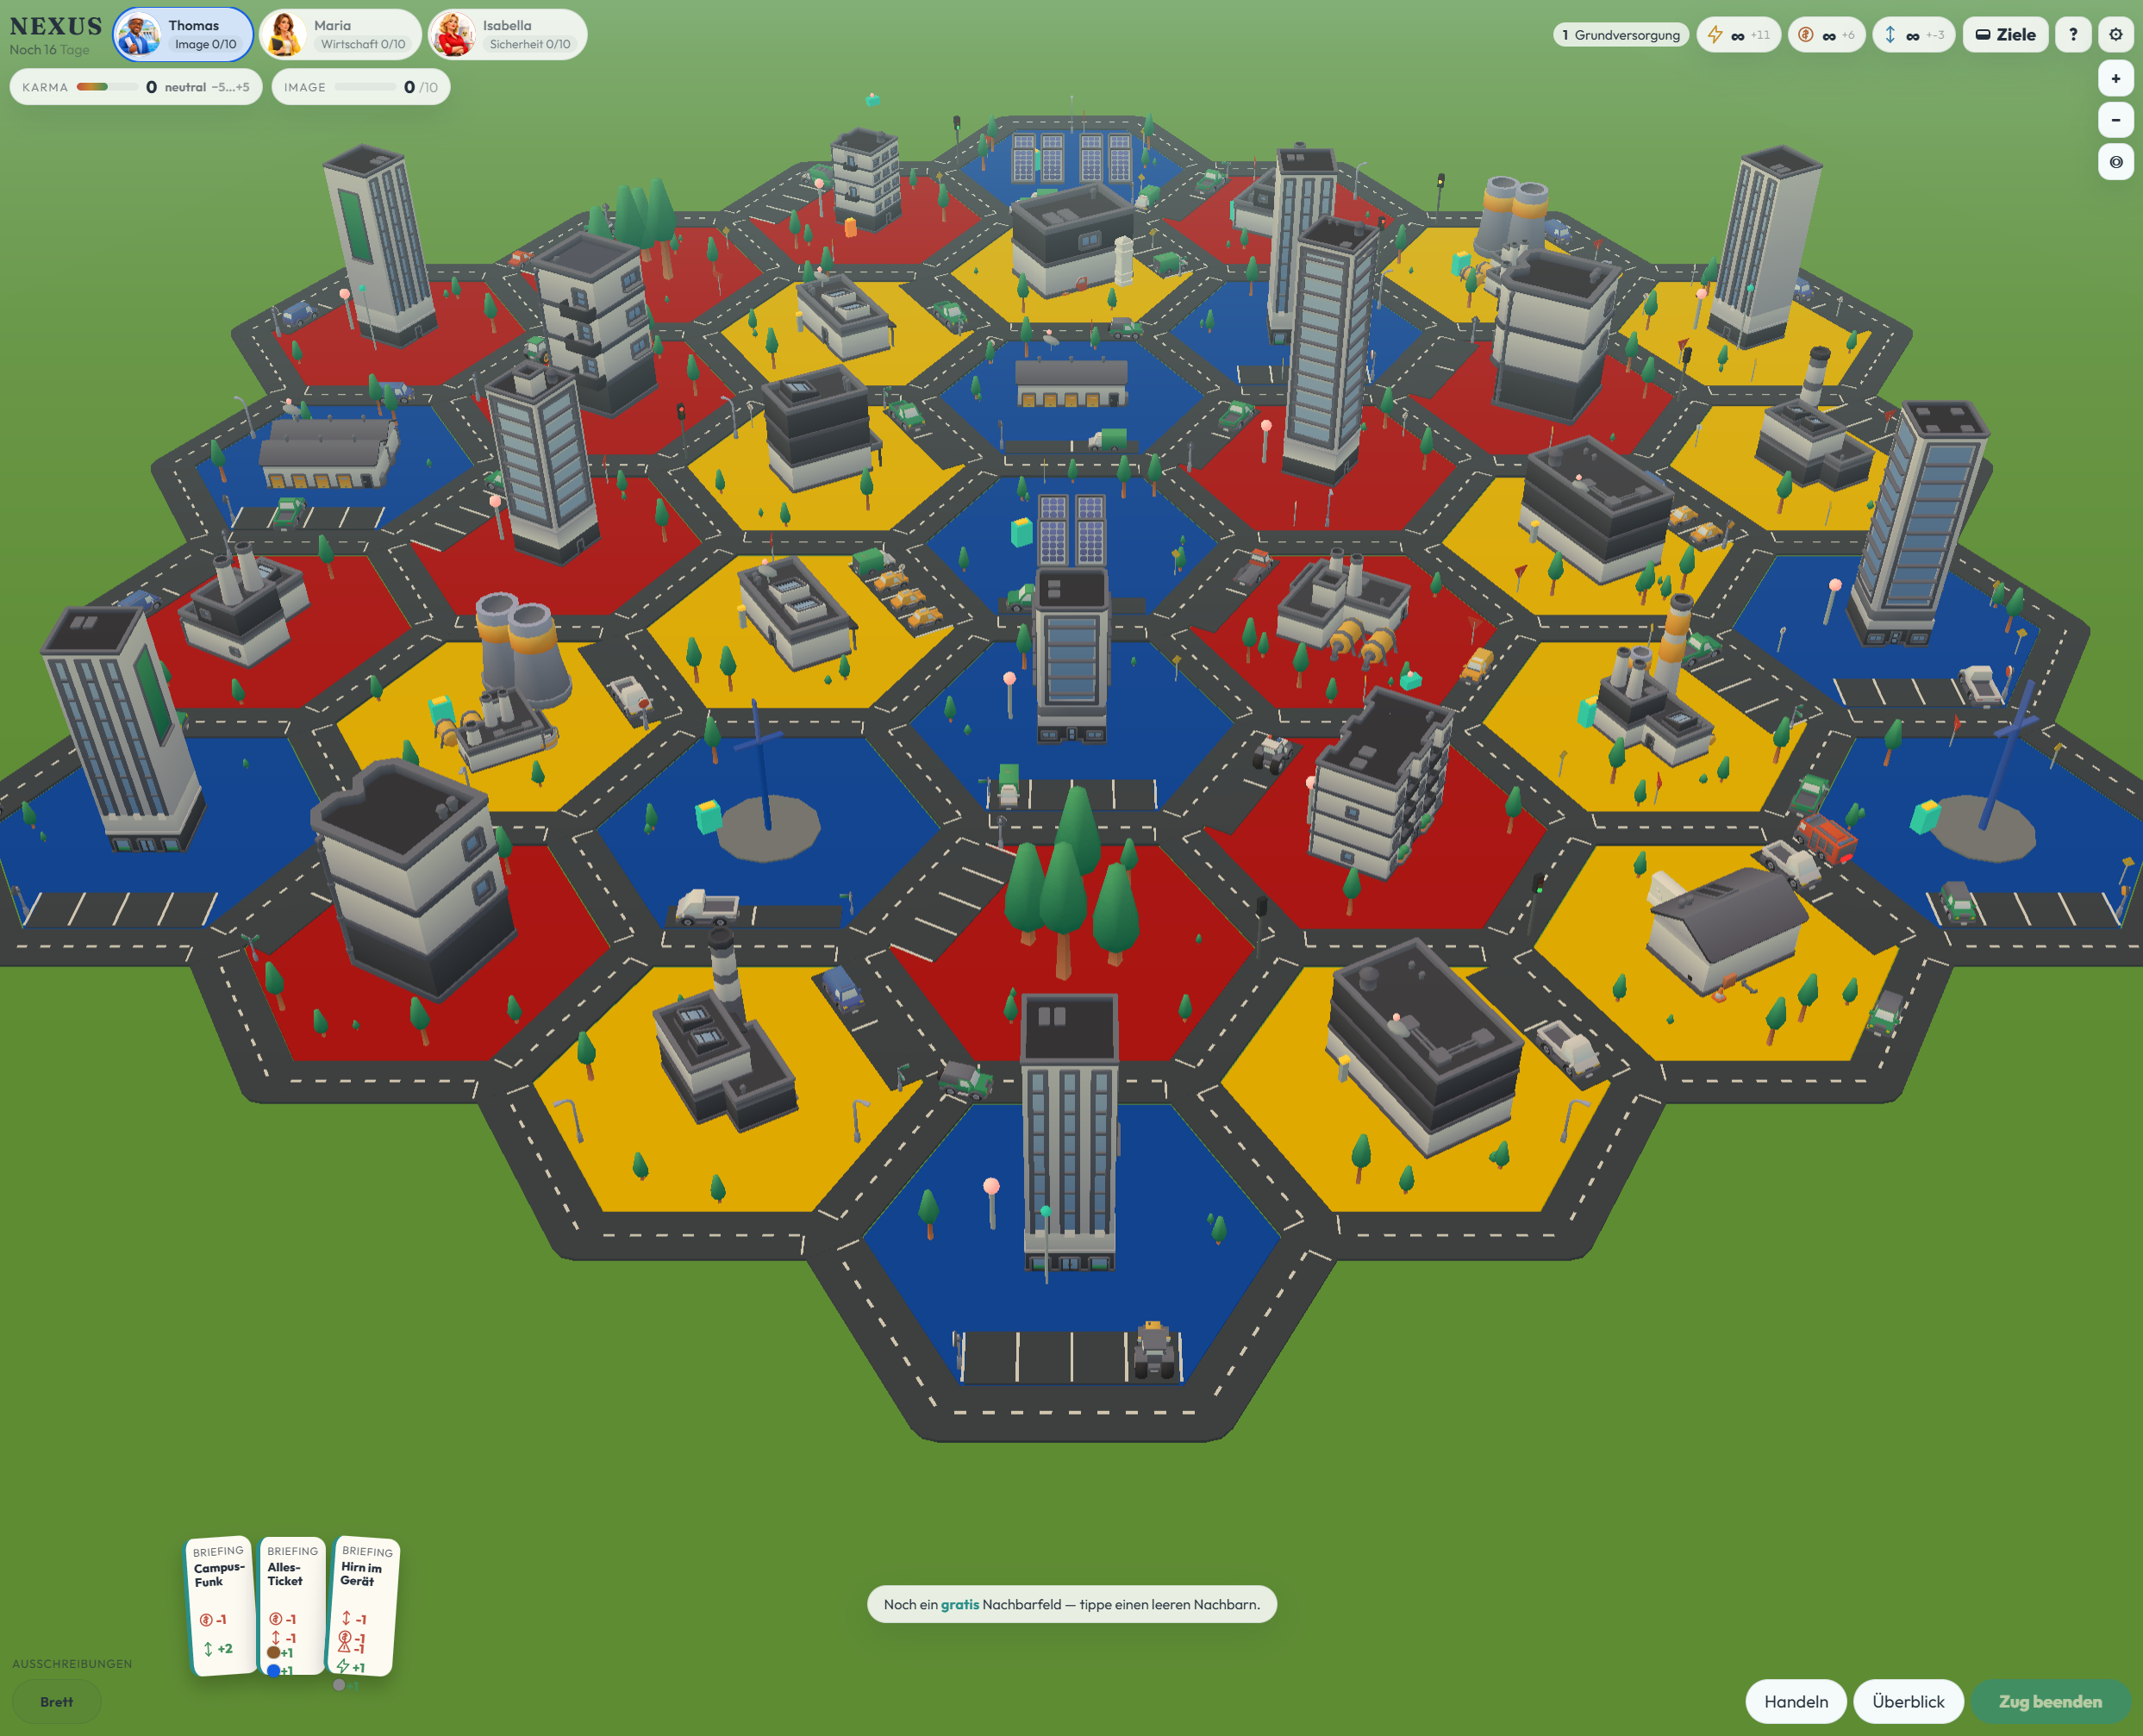 NEXUS
Noch 16 Tage
Thomas
Image 0/10
Maria
Wirtschaft 0/10
Isabella
Sicherheit 0/10
1 Grundversorgung
∞ +11
∞ +6
∞ +-3
Ziele
?
KARMA 0 neutral −5…+5
IMAGE 0 /10
+
−
BRIEFING
Campus-
Funk
-1
+2
BRIEFING
Alles-
Ticket
-1
-1
+1
+1
BRIEFING
Hirn im
Gerät
-1
-1
-1
+1
Noch ein gratis Nachbarfeld — tippe einen leeren Nachbarn.
AUSSCHREIBUNGEN
Brett
Handeln
Überblick
Zug beenden